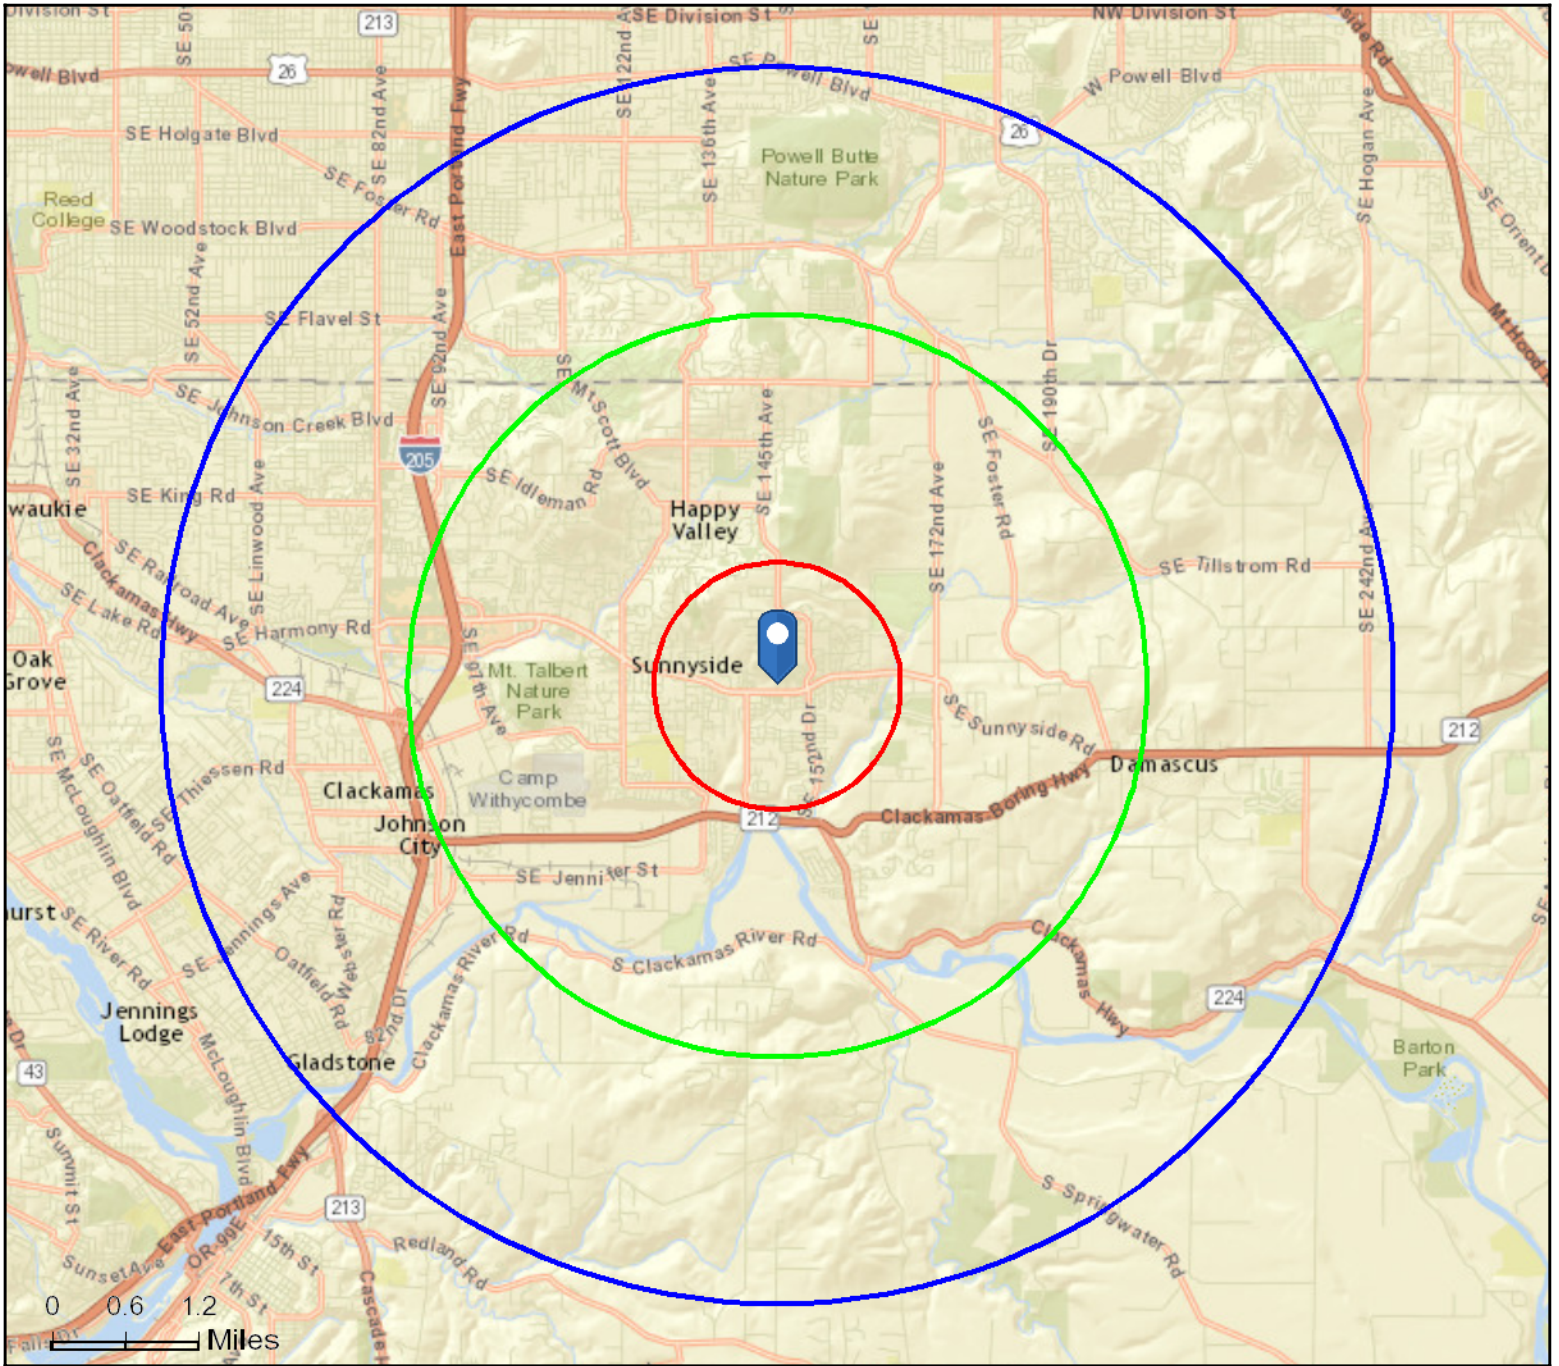 Division St
SE 50
213
SE 122nd A
SE Division St
S
SE
NW Division St
side Rd
owell Blvd
26
SE Powell Blvd
W Powell Blvd
26
SE Holgate Blvd
SE 82nd Ave
East Portland Fwy
SE 136th Ave
Powell Butte
Nature Park
SE Hogan Ave
Reed
College
SE Foster Rd
SE Woodstock Blvd
SE Orient
SE 52nd Ave
SE Flavel St
SE 92nd Ave
Mt Hood
SE 32nd Ave
SE Johnson Creek Blvd
SE Mt Scott Blvd
SE 145th Ave
SE 190th Dr
SE Foster Rd
205
SE King Rd
SE Linwood Ave
SE Idleman Rd
Happy
Valley
SE 172nd Ave
waukie
Clackamas Hwy
SE Railroad Ave
SE Lake Rd
SE Harmony Rd
SE Tillstrom Rd
SE 242nd Ave
Oak
Grove
224
SE 97th Ave
Mt. Talbert
Nature
Park
Sunnyside
SE 152nd Dr
SE Sunnyside Rd
212
Damascus
SE McLoughlin Blvd
SE Oatfield Rd
SE Thiessen Rd
Clackamas
Camp
Withycombe
Johnson
City
212
Clackamas Boring Hwy
SE Jennifer St
hurst
SE River Rd
SE Jennings Ave
Oatfield Rd
Webster Rd
Clackamas River Rd
S Clackamas River Rd
Clackamas Hwy
224
SE
Jennings
Lodge
82nd Dr
Gladstone
Dr
43
McLoughlin Blvd
Barton
Park
Summit St
East Portland Fwy
OR-99E
213
S Springwater Rd
15th St
7th St
Redland Rd
Sunset Ave
Cascade H
0 0.6 1.2
Miles
Falls Dr